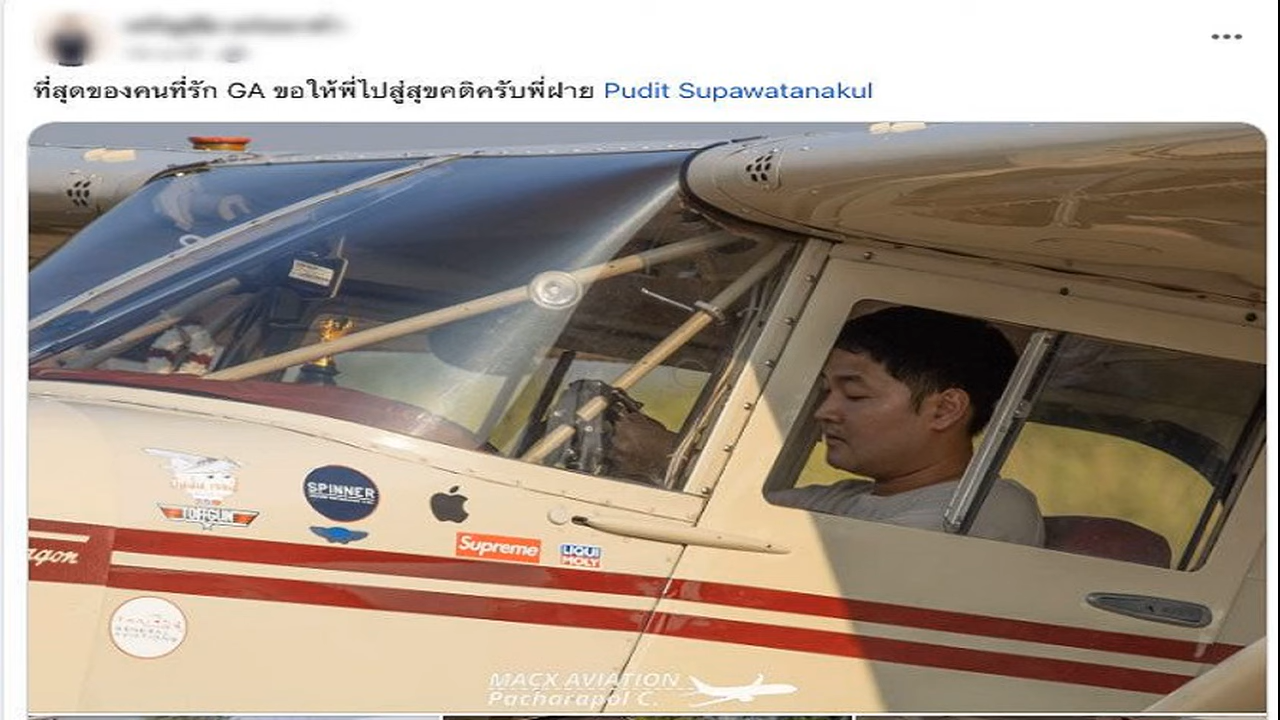 ที่สุดของคนที่รัก GA ขอให้พี่ไปสู่สุขคติครับพี่ฝาย Pudit Supawatanakul
SPINNER
TOPGUN
Supreme
LIQUI
MOLY
MACX AVIATION
Pacharapol C.